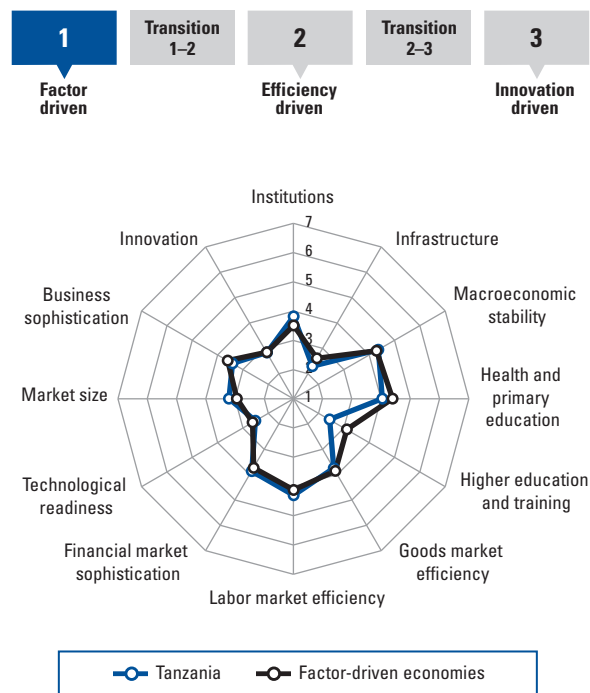 1
Transition
1–2
2
Transition
2–3
3
Factor
driven
Efficiency
driven
Innovation
driven
Institutions
Infrastructure
Macroeconomic
stability
Health and
primary
education
Higher education
and training
Goods market
efficiency
Labor market efficiency
Financial market
sophistication
Technological
readiness
Market size
Business
sophistication
Innovation
7
6
5
4
3
2
1
Tanzania
Factor-driven economies